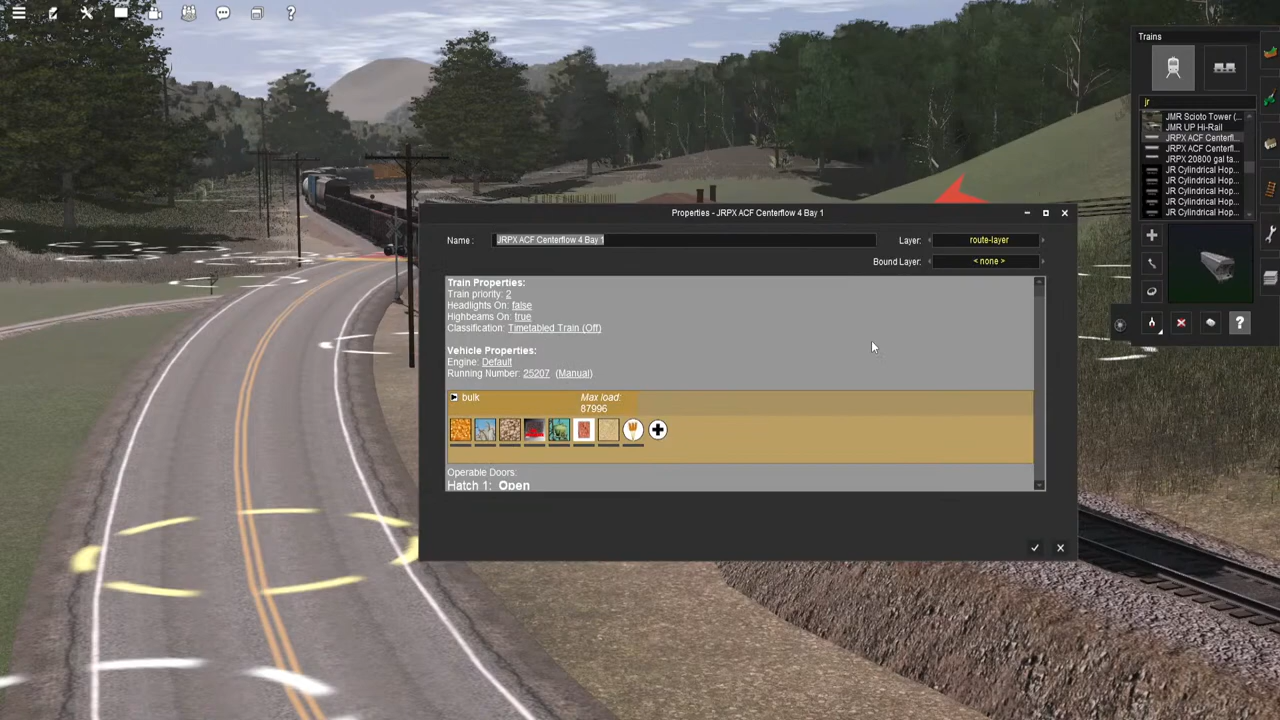 Trains
jr
JMR Scioto Tower (...
JMR UP Hi-Rail
JRPX ACF Centerfl...
JRPX ACF Centerfl...
JRPX 20800 gal ta...
JR Cylindrical Hop...
JR Cylindrical Hop...
JR Cylindrical Hop...
JR Cylindrical Hop...
JR Cylindrical Hop...
Properties - JRPX ACF Centerflow 4 Bay 1
Name : JRPX ACF Centerflow 4 Bay 1
Layer: route-layer
Bound Layer: < none >
Train Properties:
Train priority: 2
Headlights On: false
Highbeams On: true
Classification: Timetabled Train (Off)
Vehicle Properties:
Engine: Default
Running Number: 25207 (Manual)
bulk
Max load:
87996
Operable Doors:
Hatch 1: Open